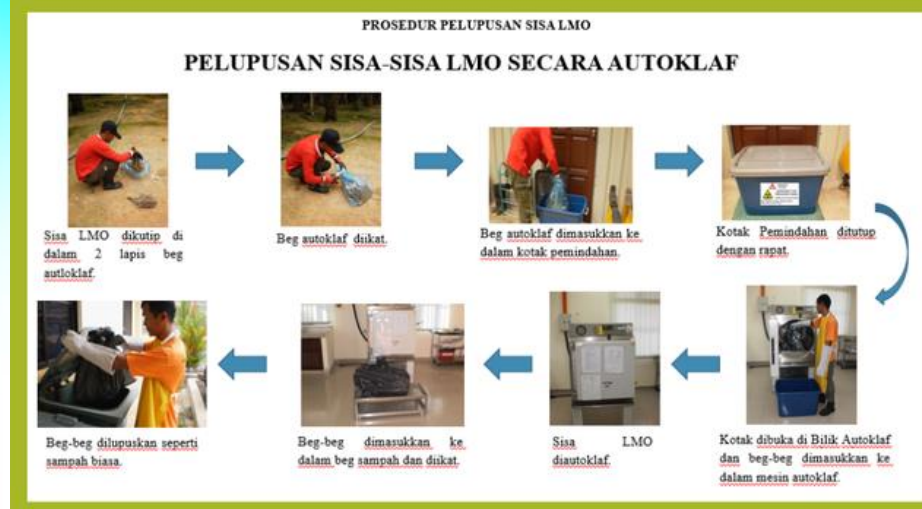 PROSEDUR PELUPUSAN SISA LMO
PELUPUSAN SISA-SISA LMO SECARA AUTOKLAF
Sisa LMO dikutip di
dalam 2 lapis beg
autloklaf.
Beg autoklaf diikat.
Beg autoklaf dimasukkan ke
dalam kotak pemindahan.
Kotak Pemindahan ditutup
dengan rapat.
Kotak dibuka di Bilik Autoklaf
dan beg-beg dimasukkan ke
dalam mesin autoklaf.
Sisa LMO
diautoklaf.
Beg-beg dimasukkan ke
dalam beg sampah dan diikat.
Beg-beg dilupuskan seperti
sampah biasa.